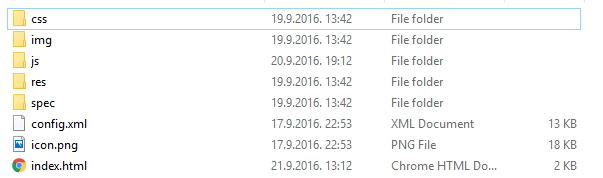 css 19.9.2016. 13:42 File folder
img 19.9.2016. 13:42 File folder
js 20.9.2016. 19:12 File folder
res 19.9.2016. 13:42 File folder
spec 19.9.2016. 13:42 File folder
config.xml 17.9.2016. 22:53 XML Document 13 KB
icon.png 17.9.2016. 22:53 PNG File 18 KB
index.html 21.9.2016. 13:12 Chrome HTML Do... 2 KB